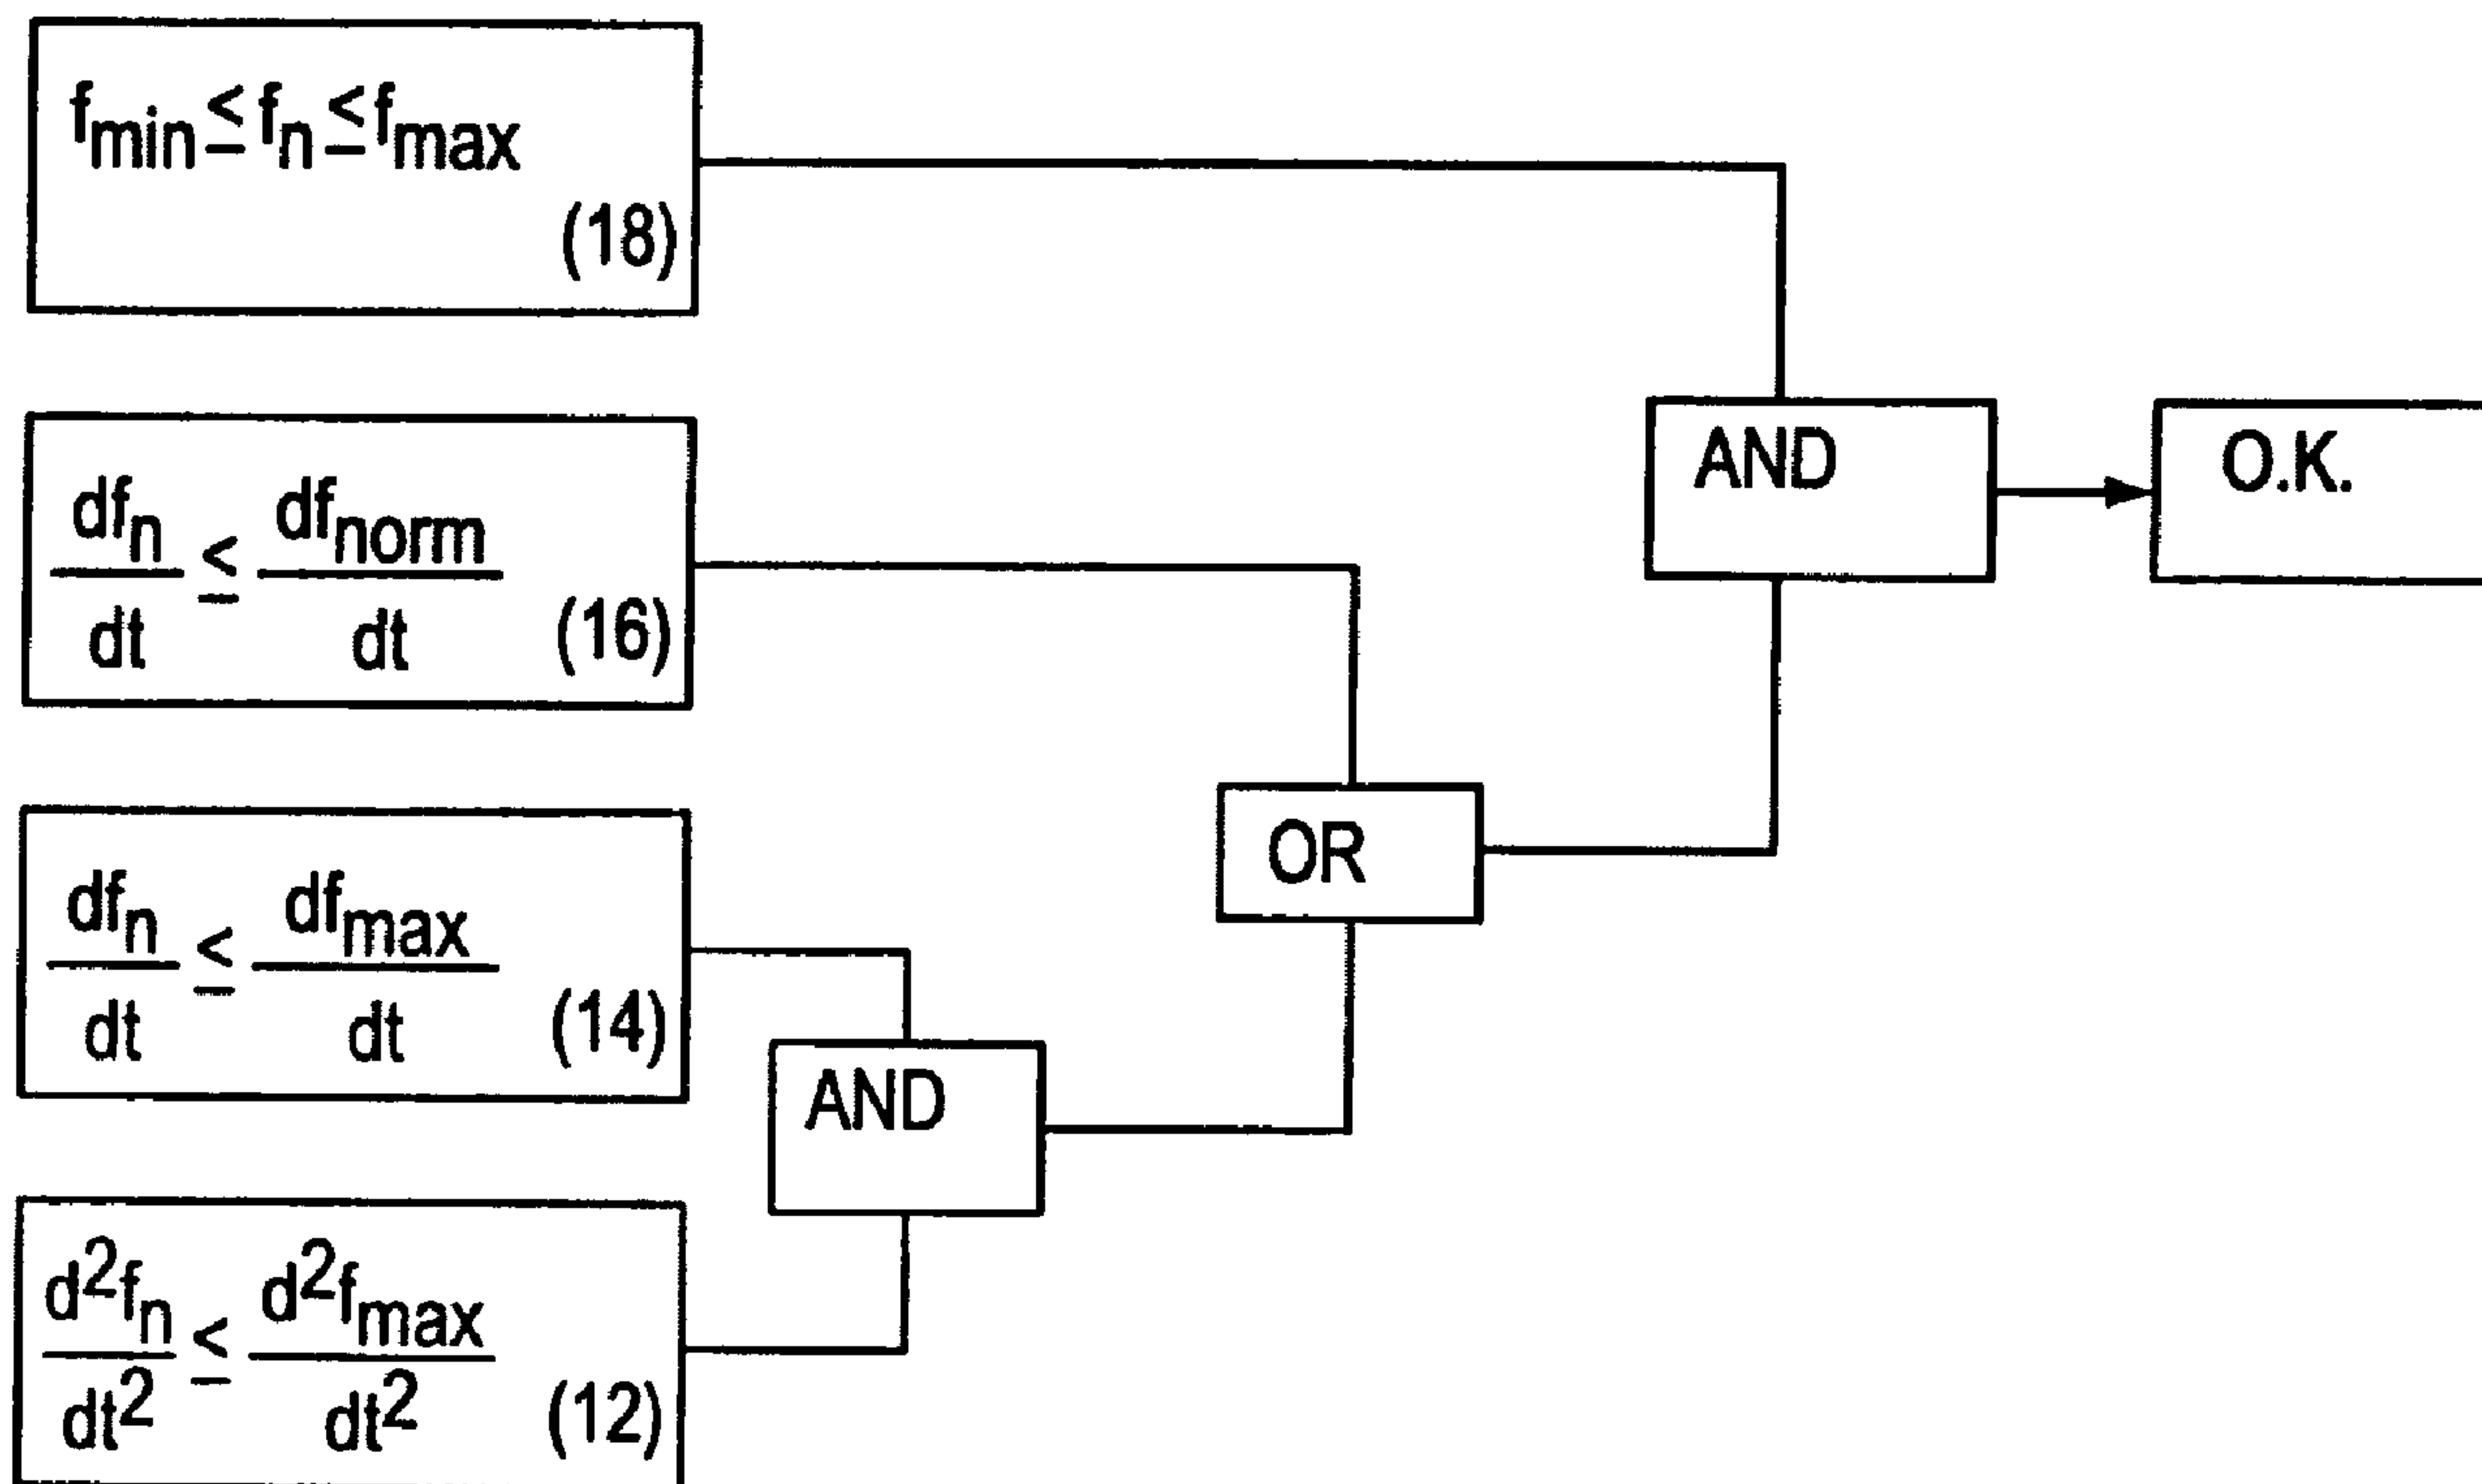 f_min ≤ f_n ≤ f_max
(18)
df_n/dt ≤ df_norm/dt
(16)
AND
O.K.
df_n/dt ≤ df_max/dt
(14)
OR
AND
d²f_n/dt² ≤ d²f_max/dt²
(12)